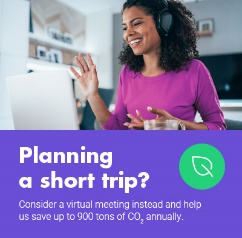 Planning
a short trip?
Consider a virtual meeting instead and help
us save up to 900 tons of CO₂ annually.